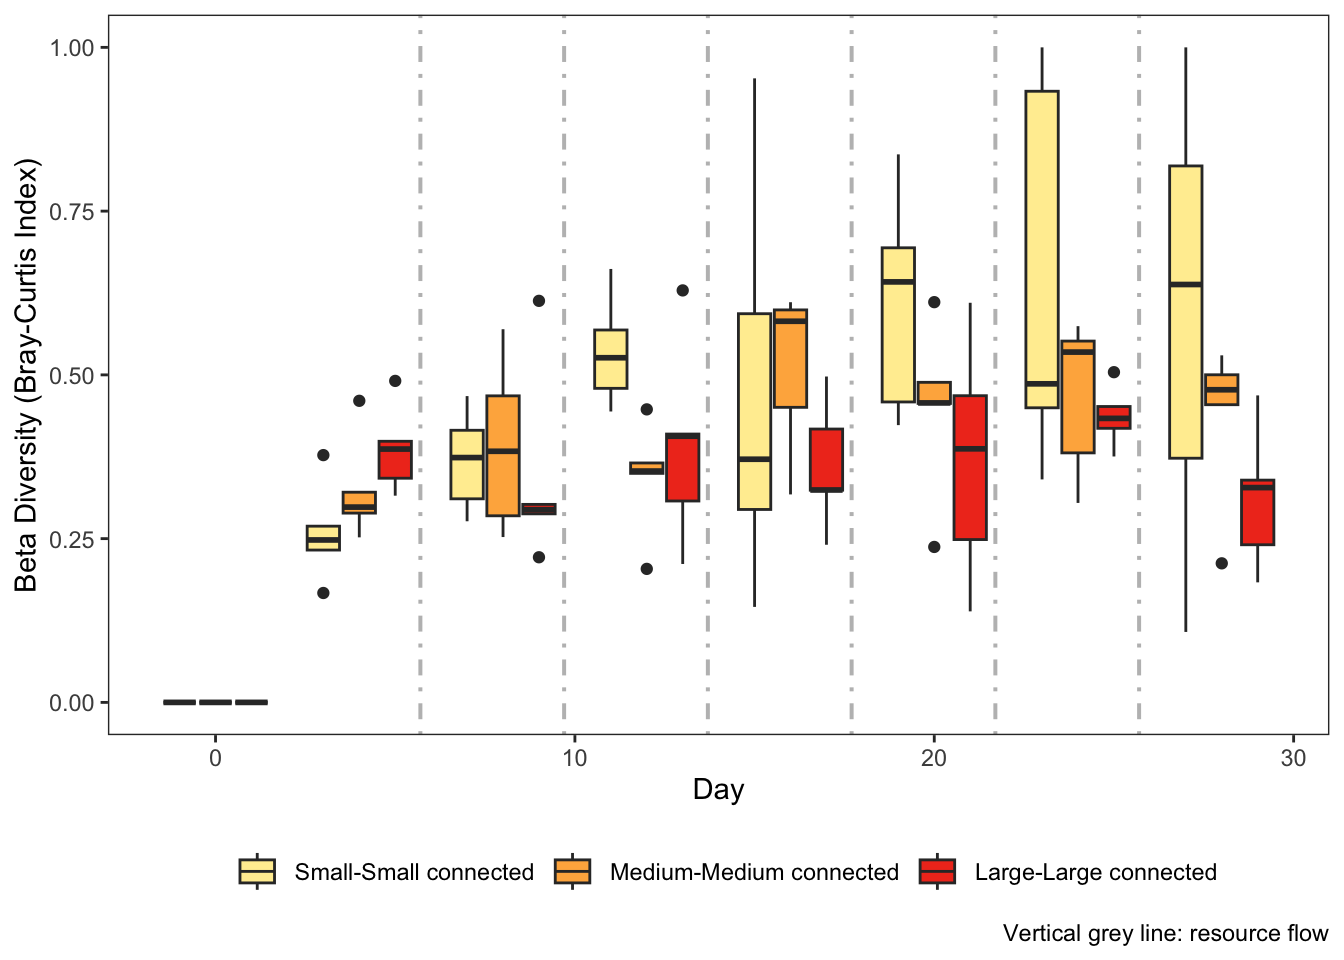 Beta Diversity (Bray-Curtis Index)
1.00
0.75
0.50
0.25
0.00
0 10 20 30
Day
Small-Small connected Medium-Medium connected Large-Large connected
Vertical grey line: resource flow